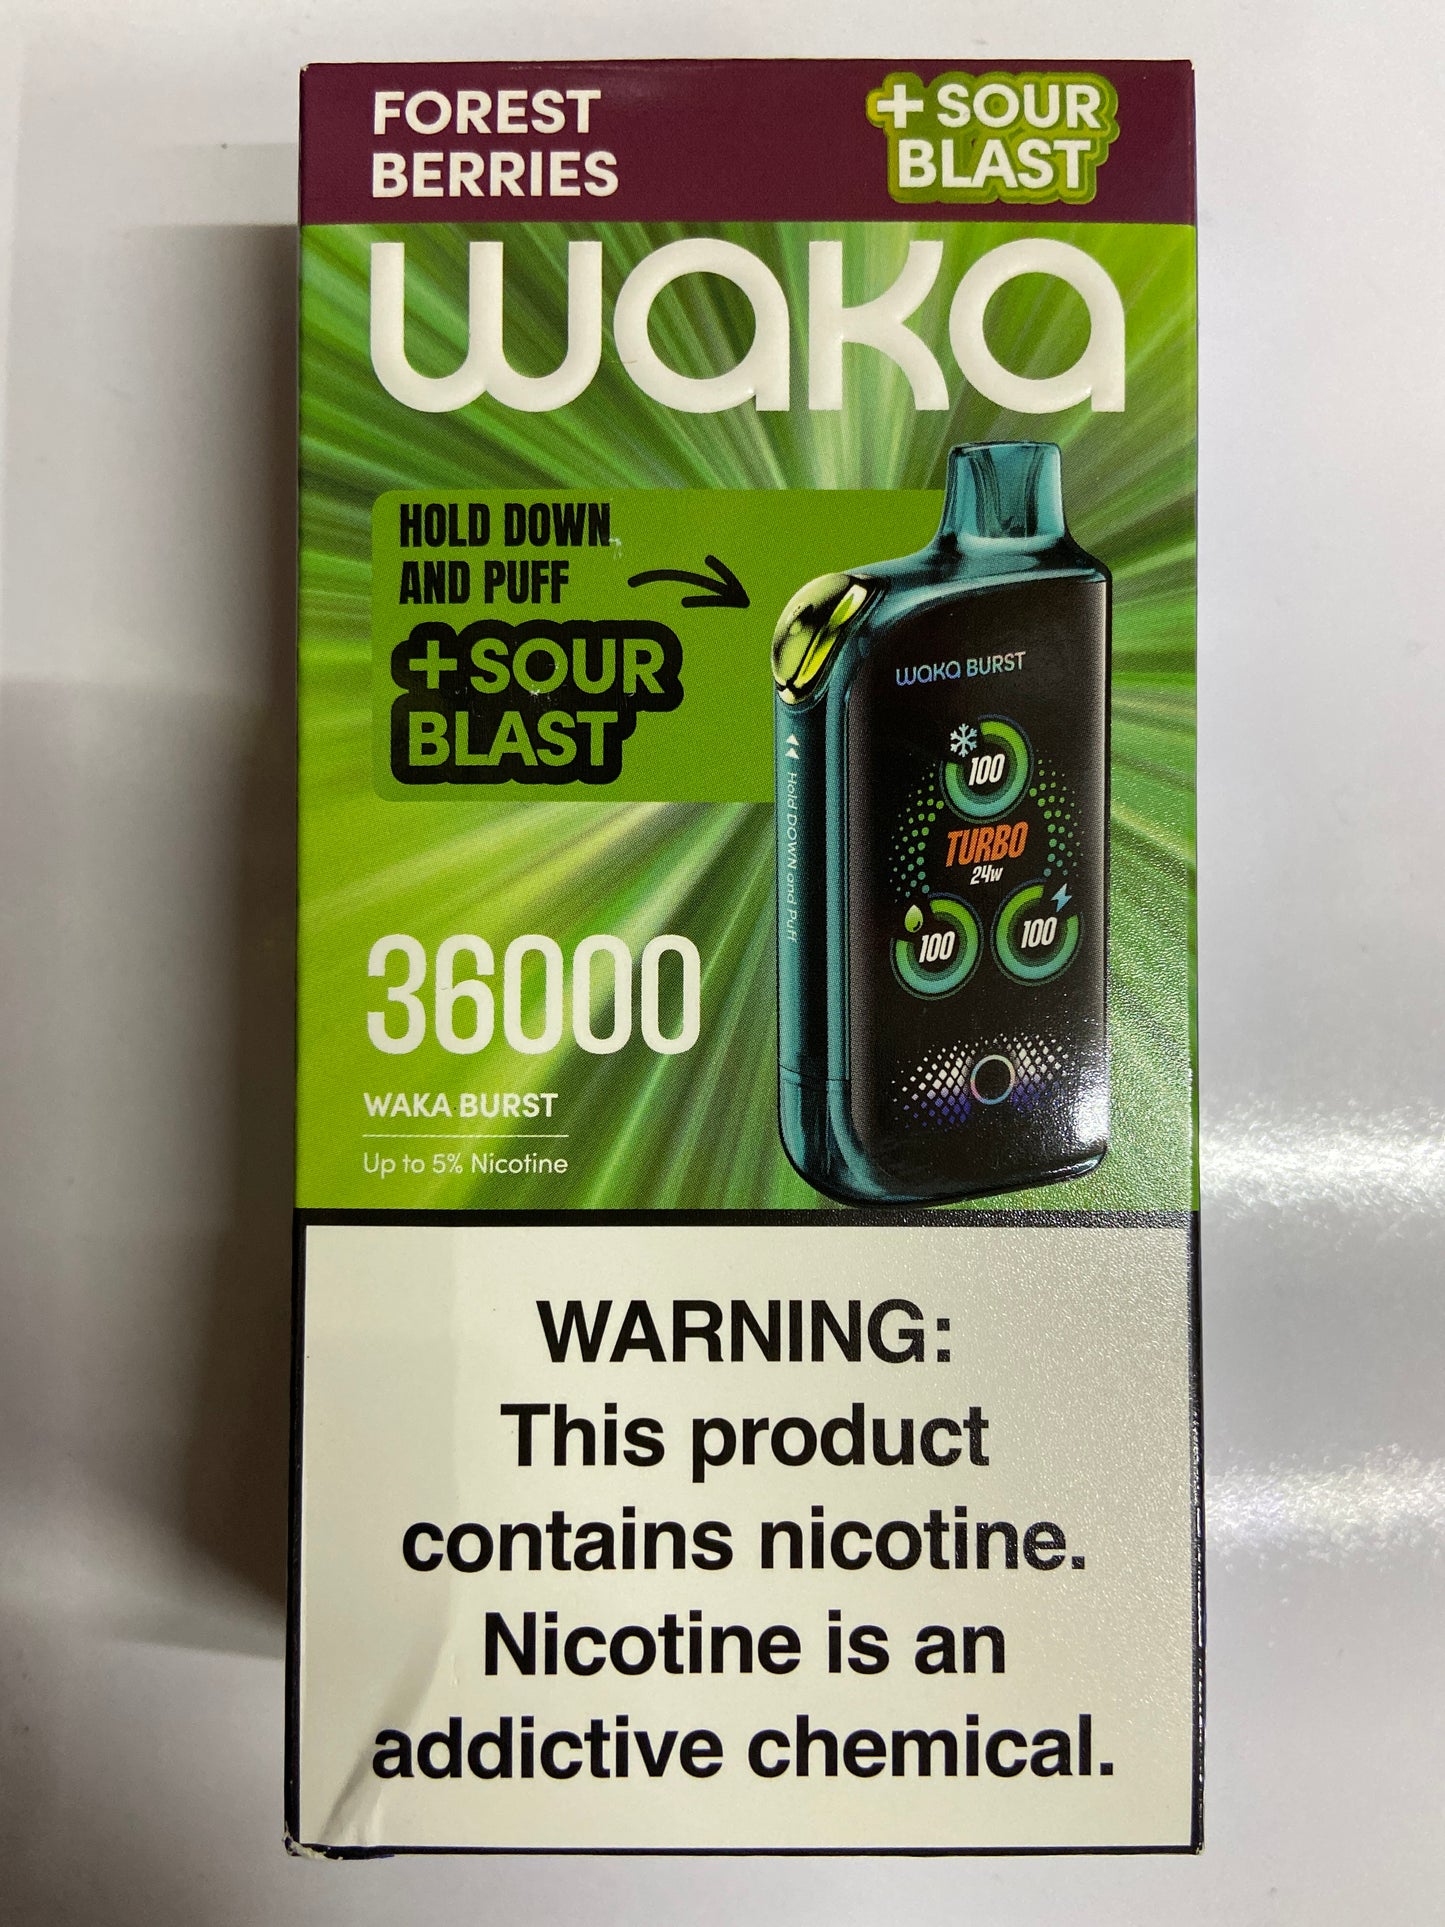 FOREST
BERRIES
+ SOUR
BLAST
waka
HOLD DOWN
AND PUFF
+ SOUR
BLAST
waka BURST
100
TURBO
24w
100
100
Hold DOWN and Puff
36000
WAKA BURST
Up to 5% Nicotine
WARNING:
This product
contains nicotine.
Nicotine is an
addictive chemical.